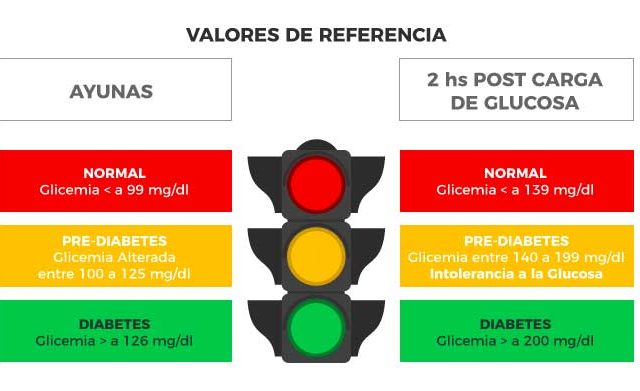 VALORES DE REFERENCIA
AYUNAS
2 hs POST CARGA
DE GLUCOSA
NORMAL
Glicemia < a 99 mg/dl
NORMAL
Glicemia < a 139 mg/dl
PRE-DIABETES
Glicemia Alterada
entre 100 a 125 mg/dl
PRE-DIABETES
Glicemia entre 140 a 199 mg/dl
Intolerancia a la Glucosa
DIABETES
Glicemia > a 126 mg/dl
DIABETES
Glicemia > a 200 mg/dl